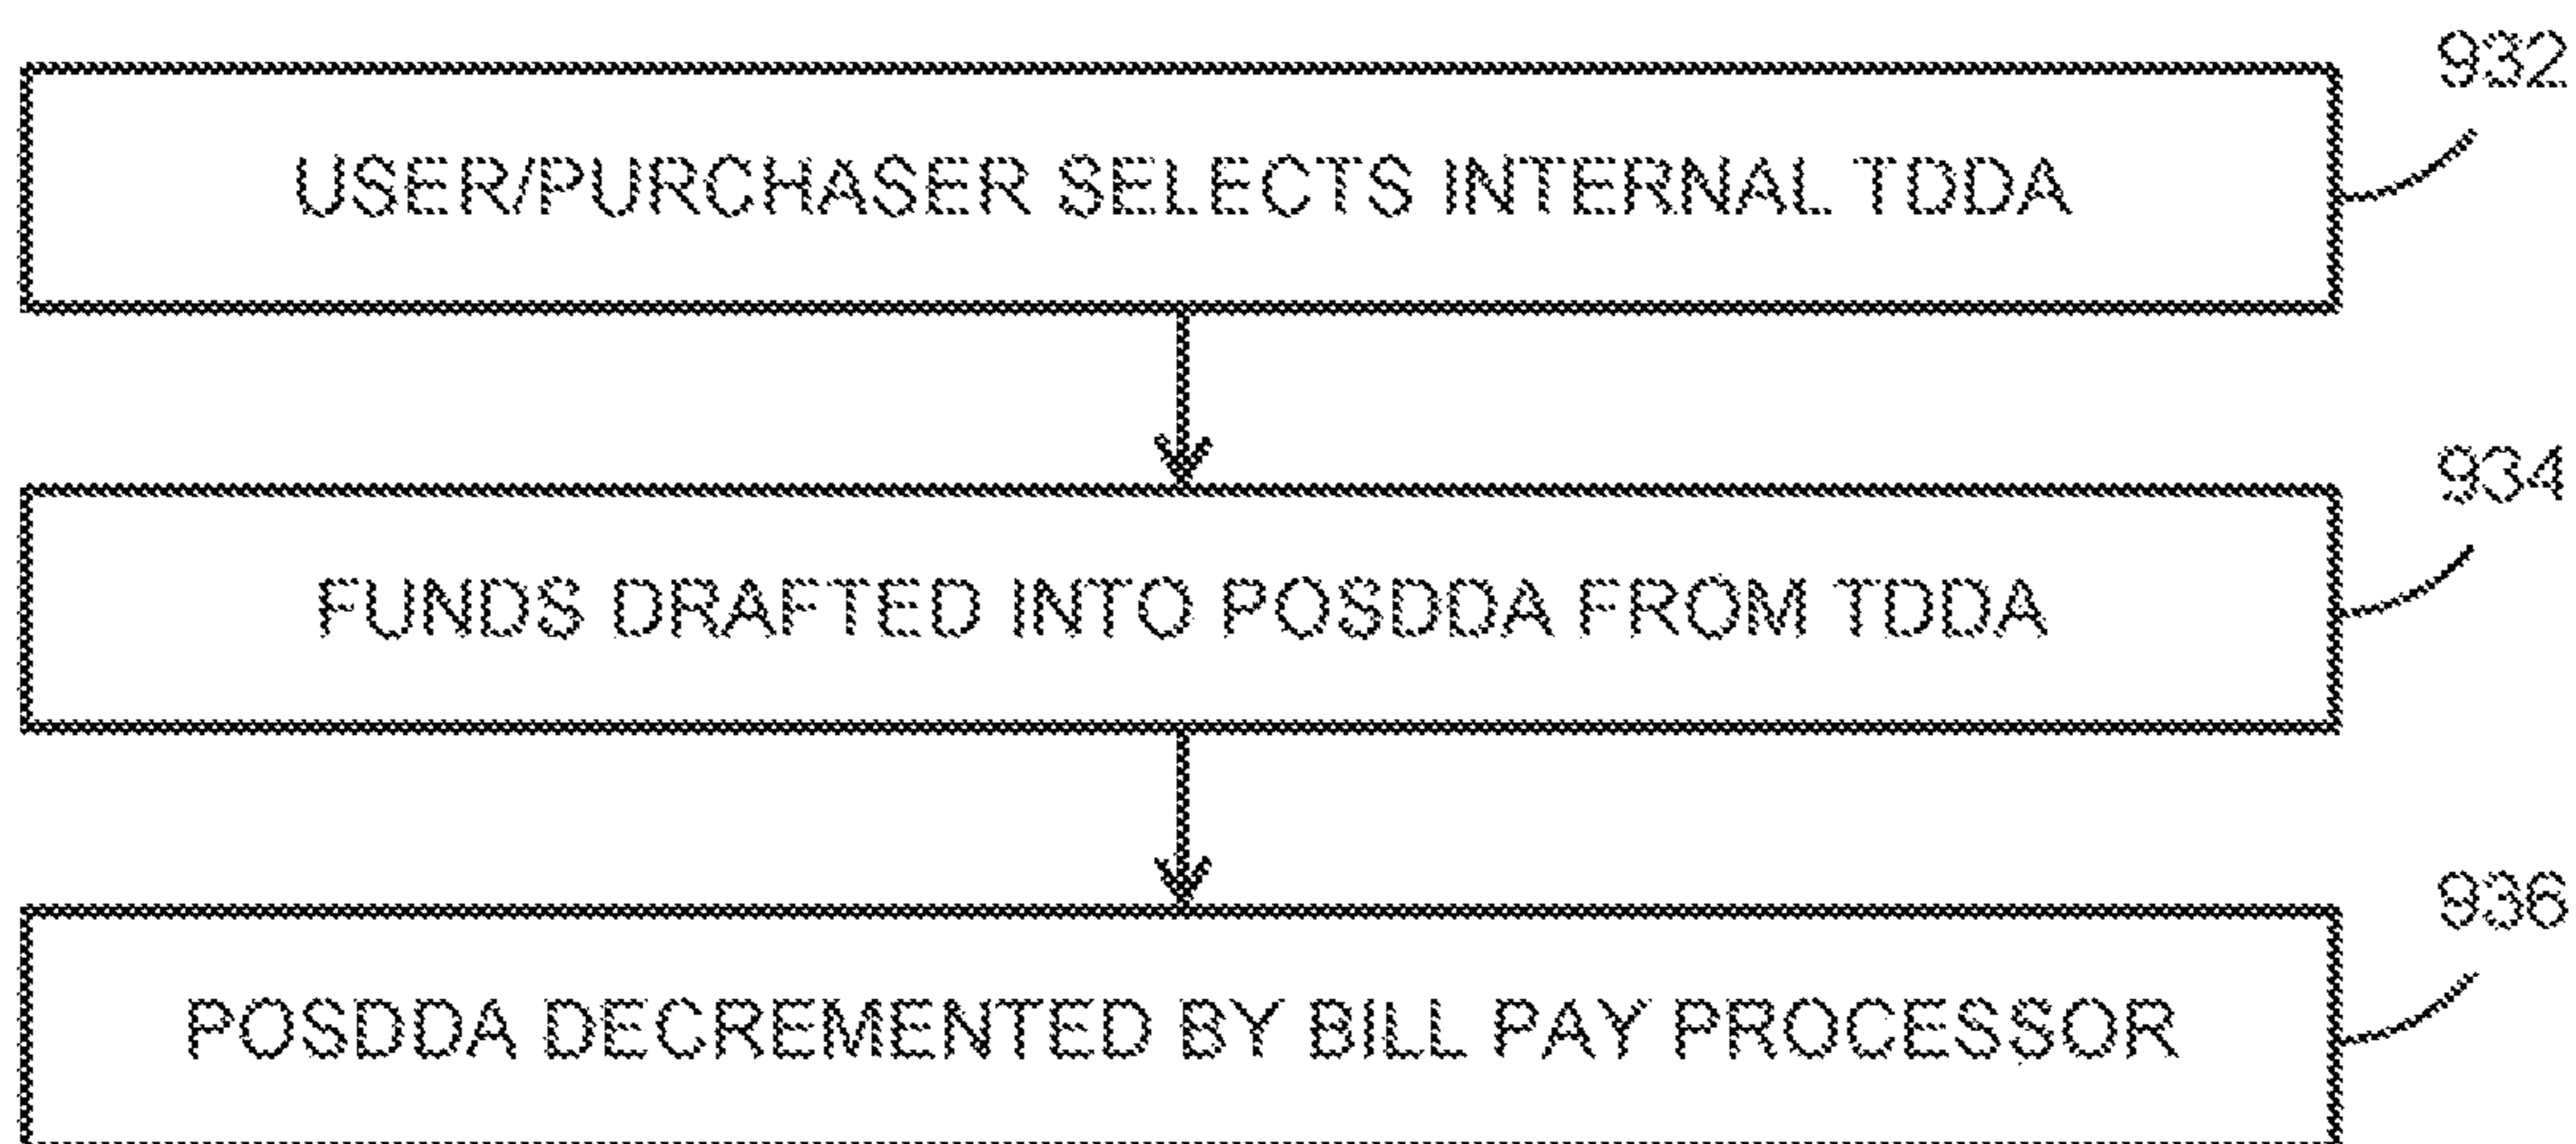 932
USER/PURCHASER SELECTS INTERNAL TDDA
934
FUNDS DRAFTED INTO POSDDA FROM TDDA
936
POSDDA DECREMENTED BY BILL PAY PROCESSOR